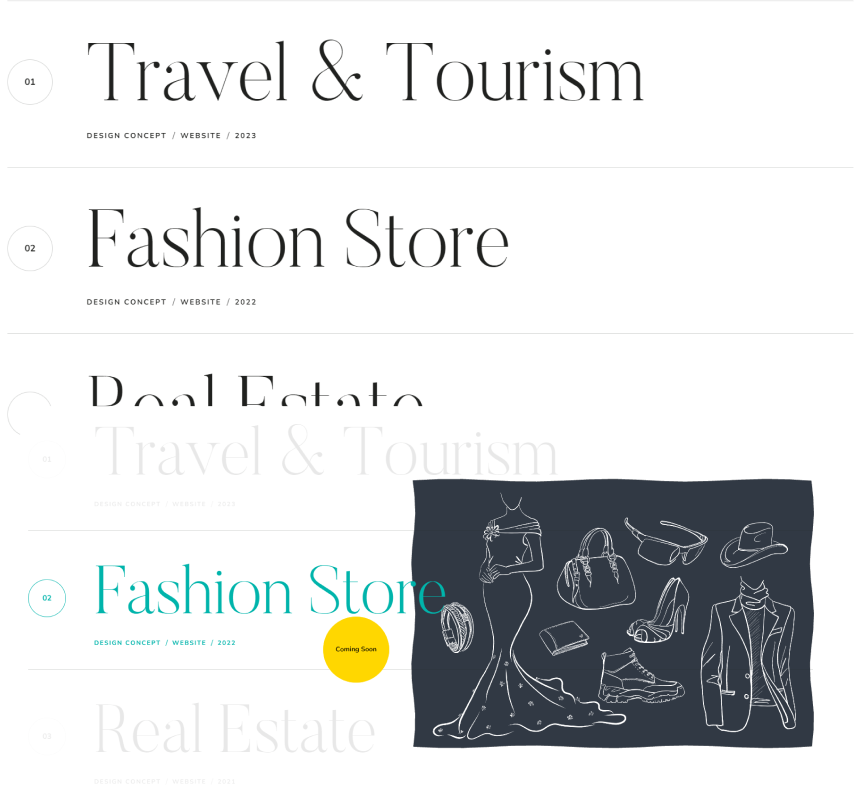 01
Travel & Tourism
DESIGN CONCEPT / WEBSITE / 2023
02
Fashion Store
DESIGN CONCEPT / WEBSITE / 2022
Real Estate
01
Travel & Tourism
DESIGN CONCEPT / WEBSITE / 2023
02
Fashion Store
DESIGN CONCEPT / WEBSITE / 2022
Coming Soon
03
Real Estate
DESIGN CONCEPT / WEBSITE / 2022